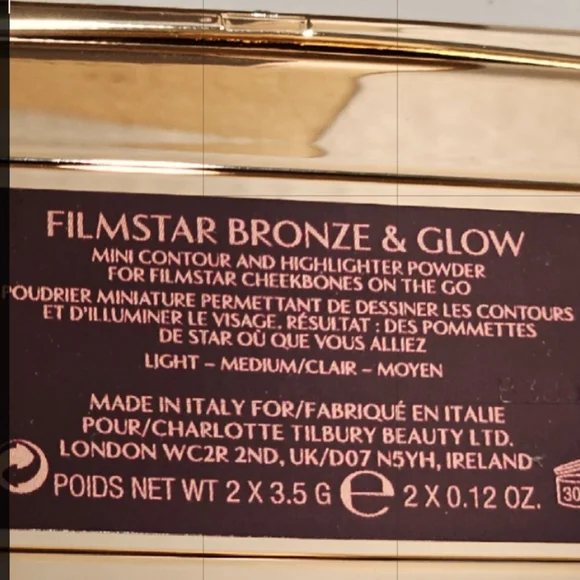 FILMSTAR BRONZE & GLOW
MINI CONTOUR AND HIGHLIGHTER POWDER
FOR FILMSTAR CHEEKBONES ON THE GO
POUDRIER MINIATURE PERMETTANT DE DESSINER LES CONTOURS
ET D'ILLUMINER LE VISAGE. RÉSULTAT : DES POMMETTES
DE STAR OÙ QUE VOUS ALLIEZ
LIGHT – MEDIUM/CLAIR – MOYEN
MADE IN ITALY FOR/FABRIQUÉ EN ITALIE
POUR/CHARLOTTE TILBURY BEAUTY LTD.
LONDON WC2R 2ND, UK/D07 N5YH, IRELAND
POIDS NET WT 2 X 3.5 G e 2 X 0.12 OZ.
30